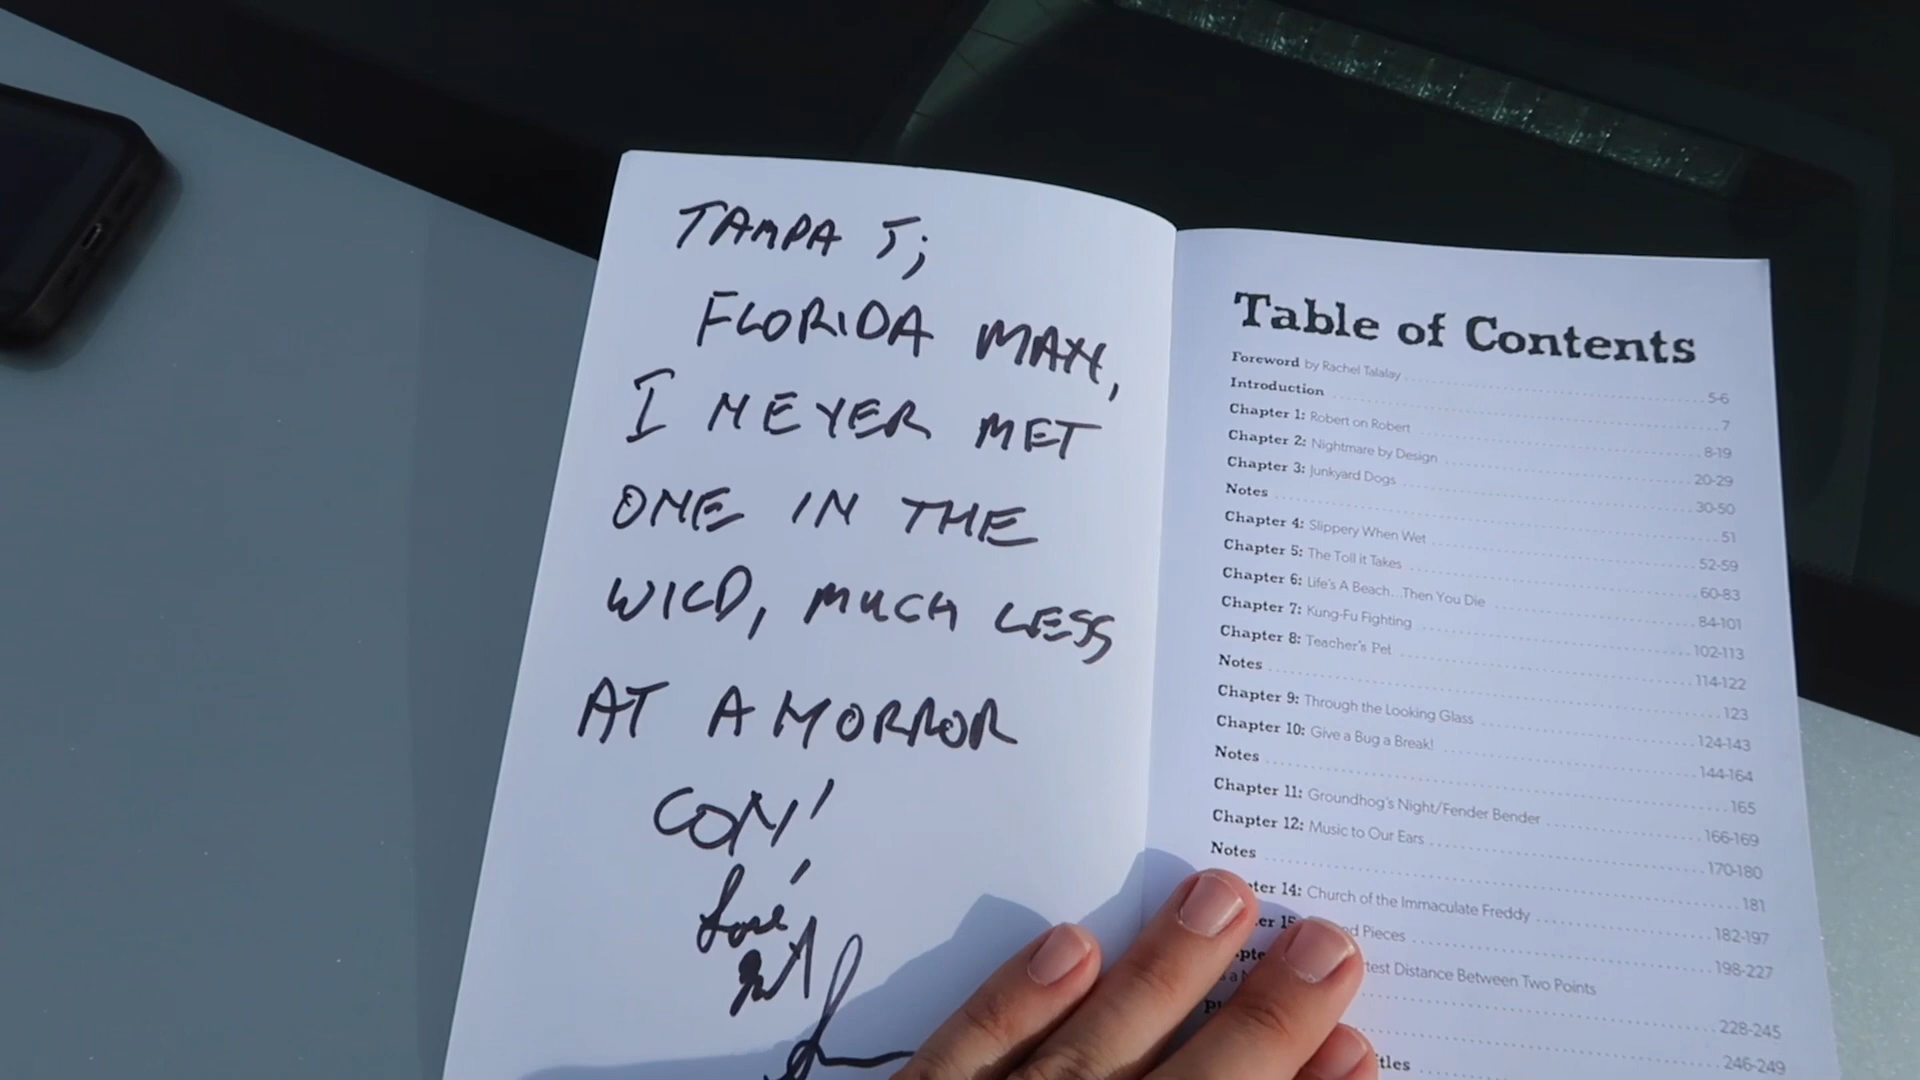 TAMPA T;
FLORIDA MAN,
I NEVER MET
ONE IN THE
WILD, MUCH LESS
AT A HORROR
CON!
Love
Table of Contents
Foreword by Rachel Talalay 5-6
Introduction 7
Chapter 1: Robert on Robert 8-19
Chapter 2: Nightmare by Design 20-29
Chapter 3: Junkyard Dogs 30-50
Notes 51
Chapter 4: Slippery When Wet 52-59
Chapter 5: The Toll it Takes 60-83
Chapter 6: Life's A Beach...Then You Die 84-101
Chapter 7: Kung-Fu Fighting 102-113
Chapter 8: Teacher's Pet 114-122
Notes 123
Chapter 9: Through the Looking Glass 124-143
Chapter 10: Give a Bug a Break! 144-164
Notes 165
Chapter 11: Groundhog's Night/Fender Bender 166-169
Chapter 12: Music to Our Ears 170-180
Notes 181
14: Church of the Immaculate Freddy 182-197
Pieces 198-227
Distance Between Two Points
228-245
246-249